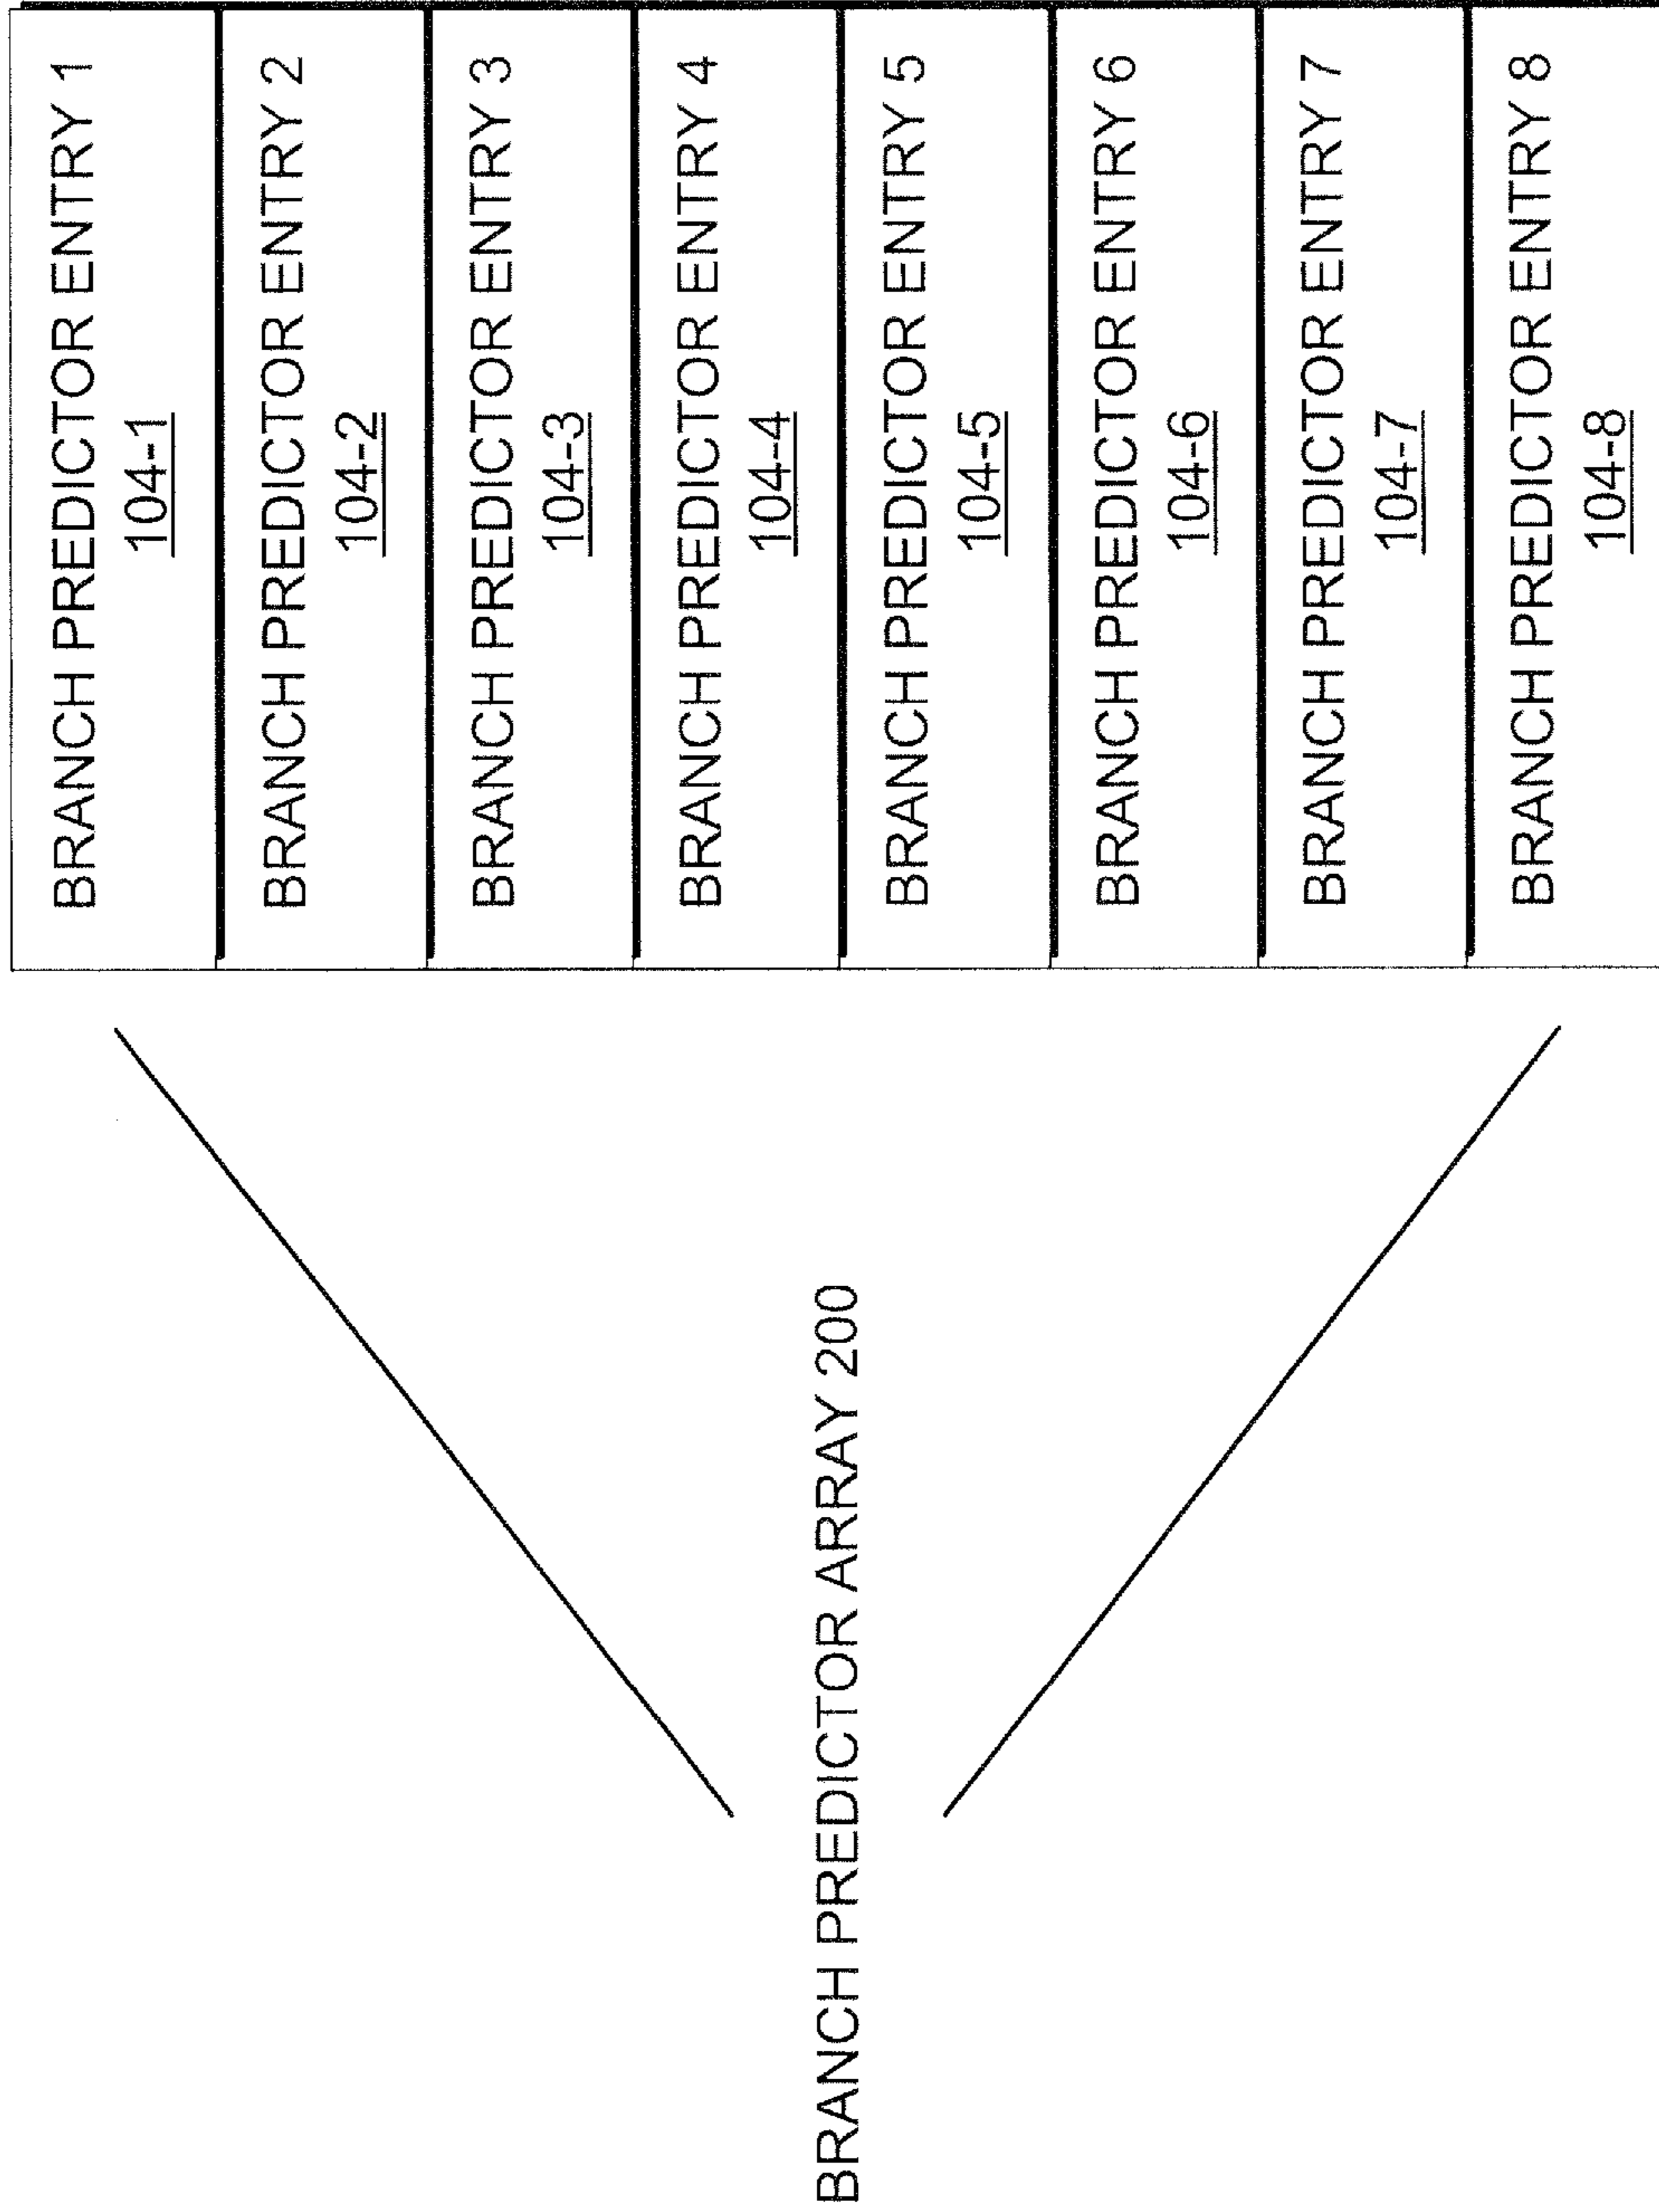 BRANCH PREDICTOR ARRAY 200
BRANCH PREDICTOR ENTRY 1
104-1
BRANCH PREDICTOR ENTRY 2
104-2
BRANCH PREDICTOR ENTRY 3
104-3
BRANCH PREDICTOR ENTRY 4
104-4
BRANCH PREDICTOR ENTRY 5
104-5
BRANCH PREDICTOR ENTRY 6
104-6
BRANCH PREDICTOR ENTRY 7
104-7
BRANCH PREDICTOR ENTRY 8
104-8